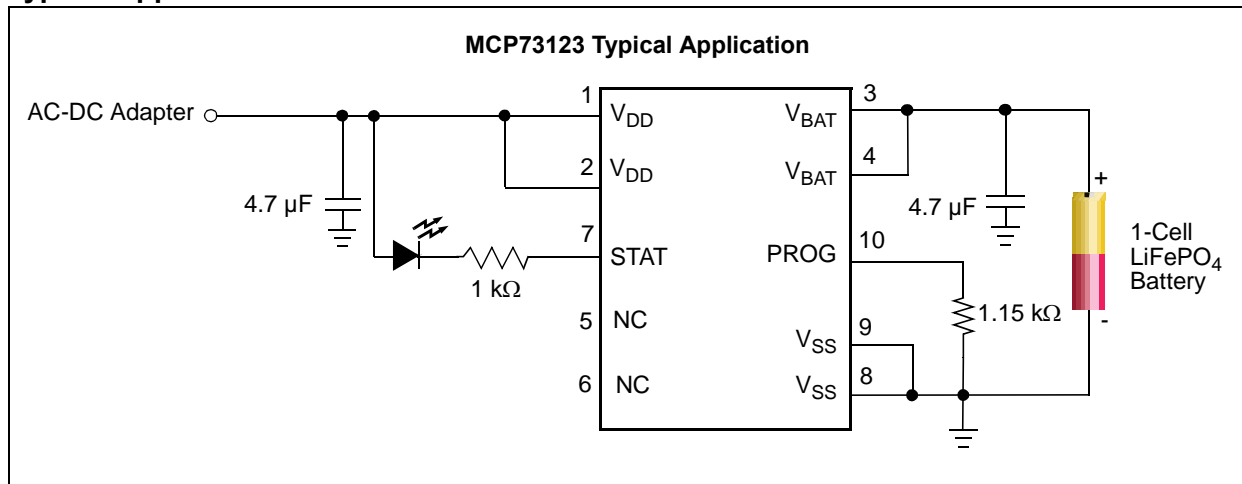 MCP73123 Typical Application
AC-DC Adapter
1
VDD
2
VDD
4.7 µF
7
STAT
1 kΩ
5
NC
6
NC
3
VBAT
4
VBAT
4.7 µF
10
PROG
1.15 kΩ
9
VSS
8
VSS
+
1-Cell
LiFePO4
Battery
-